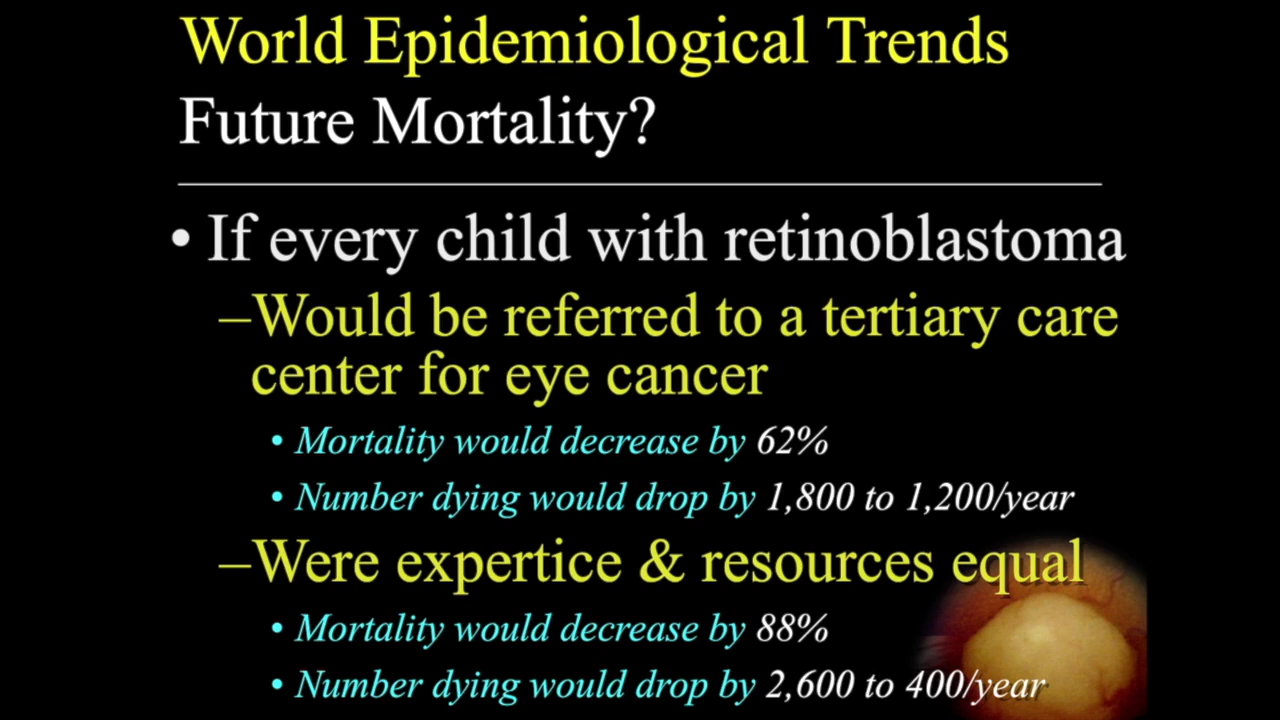 World Epidemiological Trends
Future Mortality?
• If every child with retinoblastoma
–Would be referred to a tertiary care
center for eye cancer
• Mortality would decrease by 62%
• Number dying would drop by 1,800 to 1,200/year
–Were expertice & resources equal
• Mortality would decrease by 88%
• Number dying would drop by 2,600 to 400/year